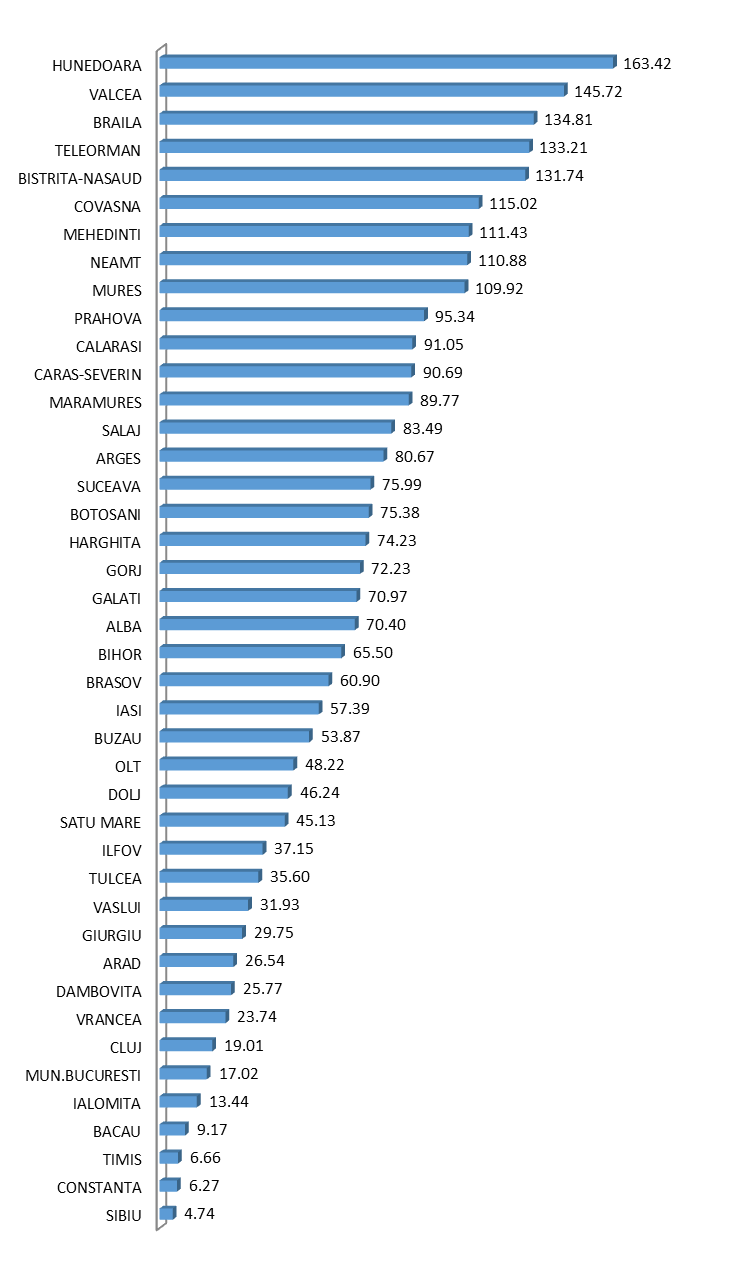 HUNEDOARA 163.42
VALCEA 145.72
BRAILA 134.81
TELEORMAN 133.21
BISTRITA-NASAUD 131.74
COVASNA 115.02
MEHEDINTI 111.43
NEAMT 110.88
MURES 109.92
PRAHOVA 95.34
CALARASI 91.05
CARAS-SEVERIN 90.69
MARAMURES 89.77
SALAJ 83.49
ARGES 80.67
SUCEAVA 75.99
BOTOSANI 75.38
HARGHITA 74.23
GORJ 72.23
GALATI 70.97
ALBA 70.40
BIHOR 65.50
BRASOV 60.90
IASI 57.39
BUZAU 53.87
OLT 48.22
DOLJ 46.24
SATU MARE 45.13
ILFOV 37.15
TULCEA 35.60
VASLUI 31.93
GIURGIU 29.75
ARAD 26.54
DAMBOVITA 25.77
VRANCEA 23.74
CLUJ 19.01
MUN.BUCURESTI 17.02
IALOMITA 13.44
BACAU 9.17
TIMIS 6.66
CONSTANTA 6.27
SIBIU 4.74